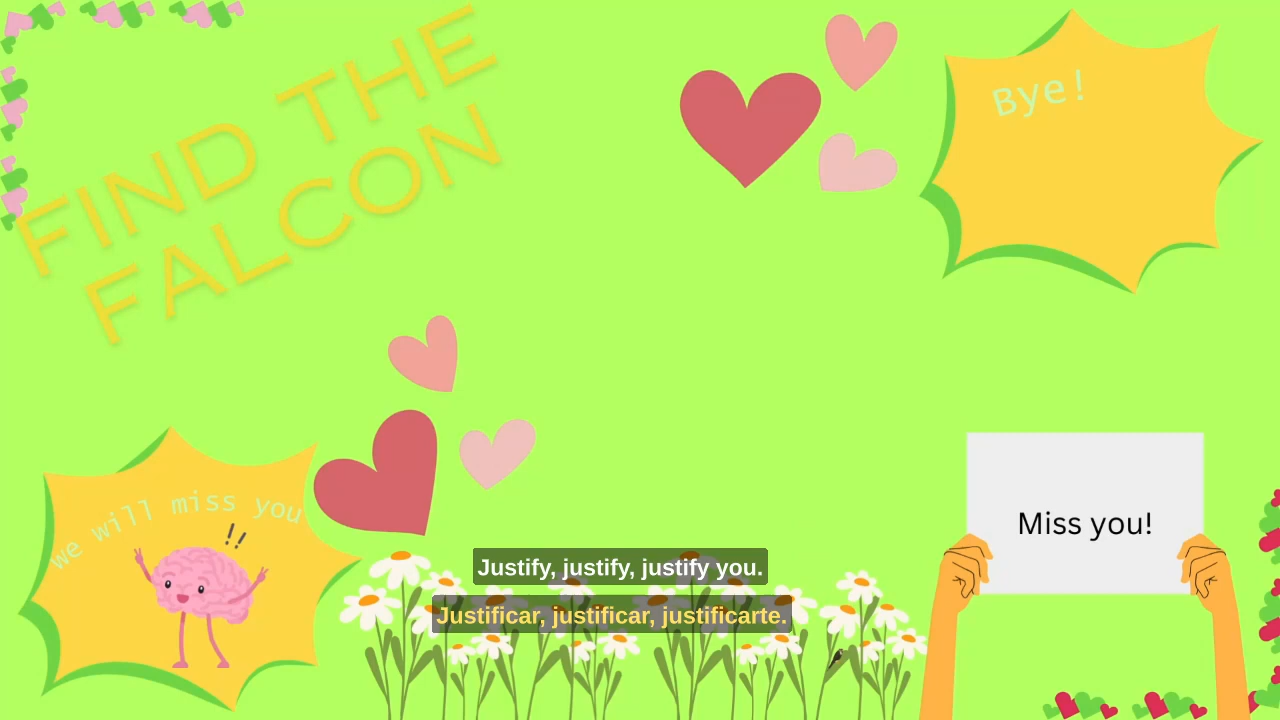 FIND THE
FALCON
Bye!
we will miss you
!!
Miss you!
Justify, justify, justify you.
Justificar, justificar, justificarte.